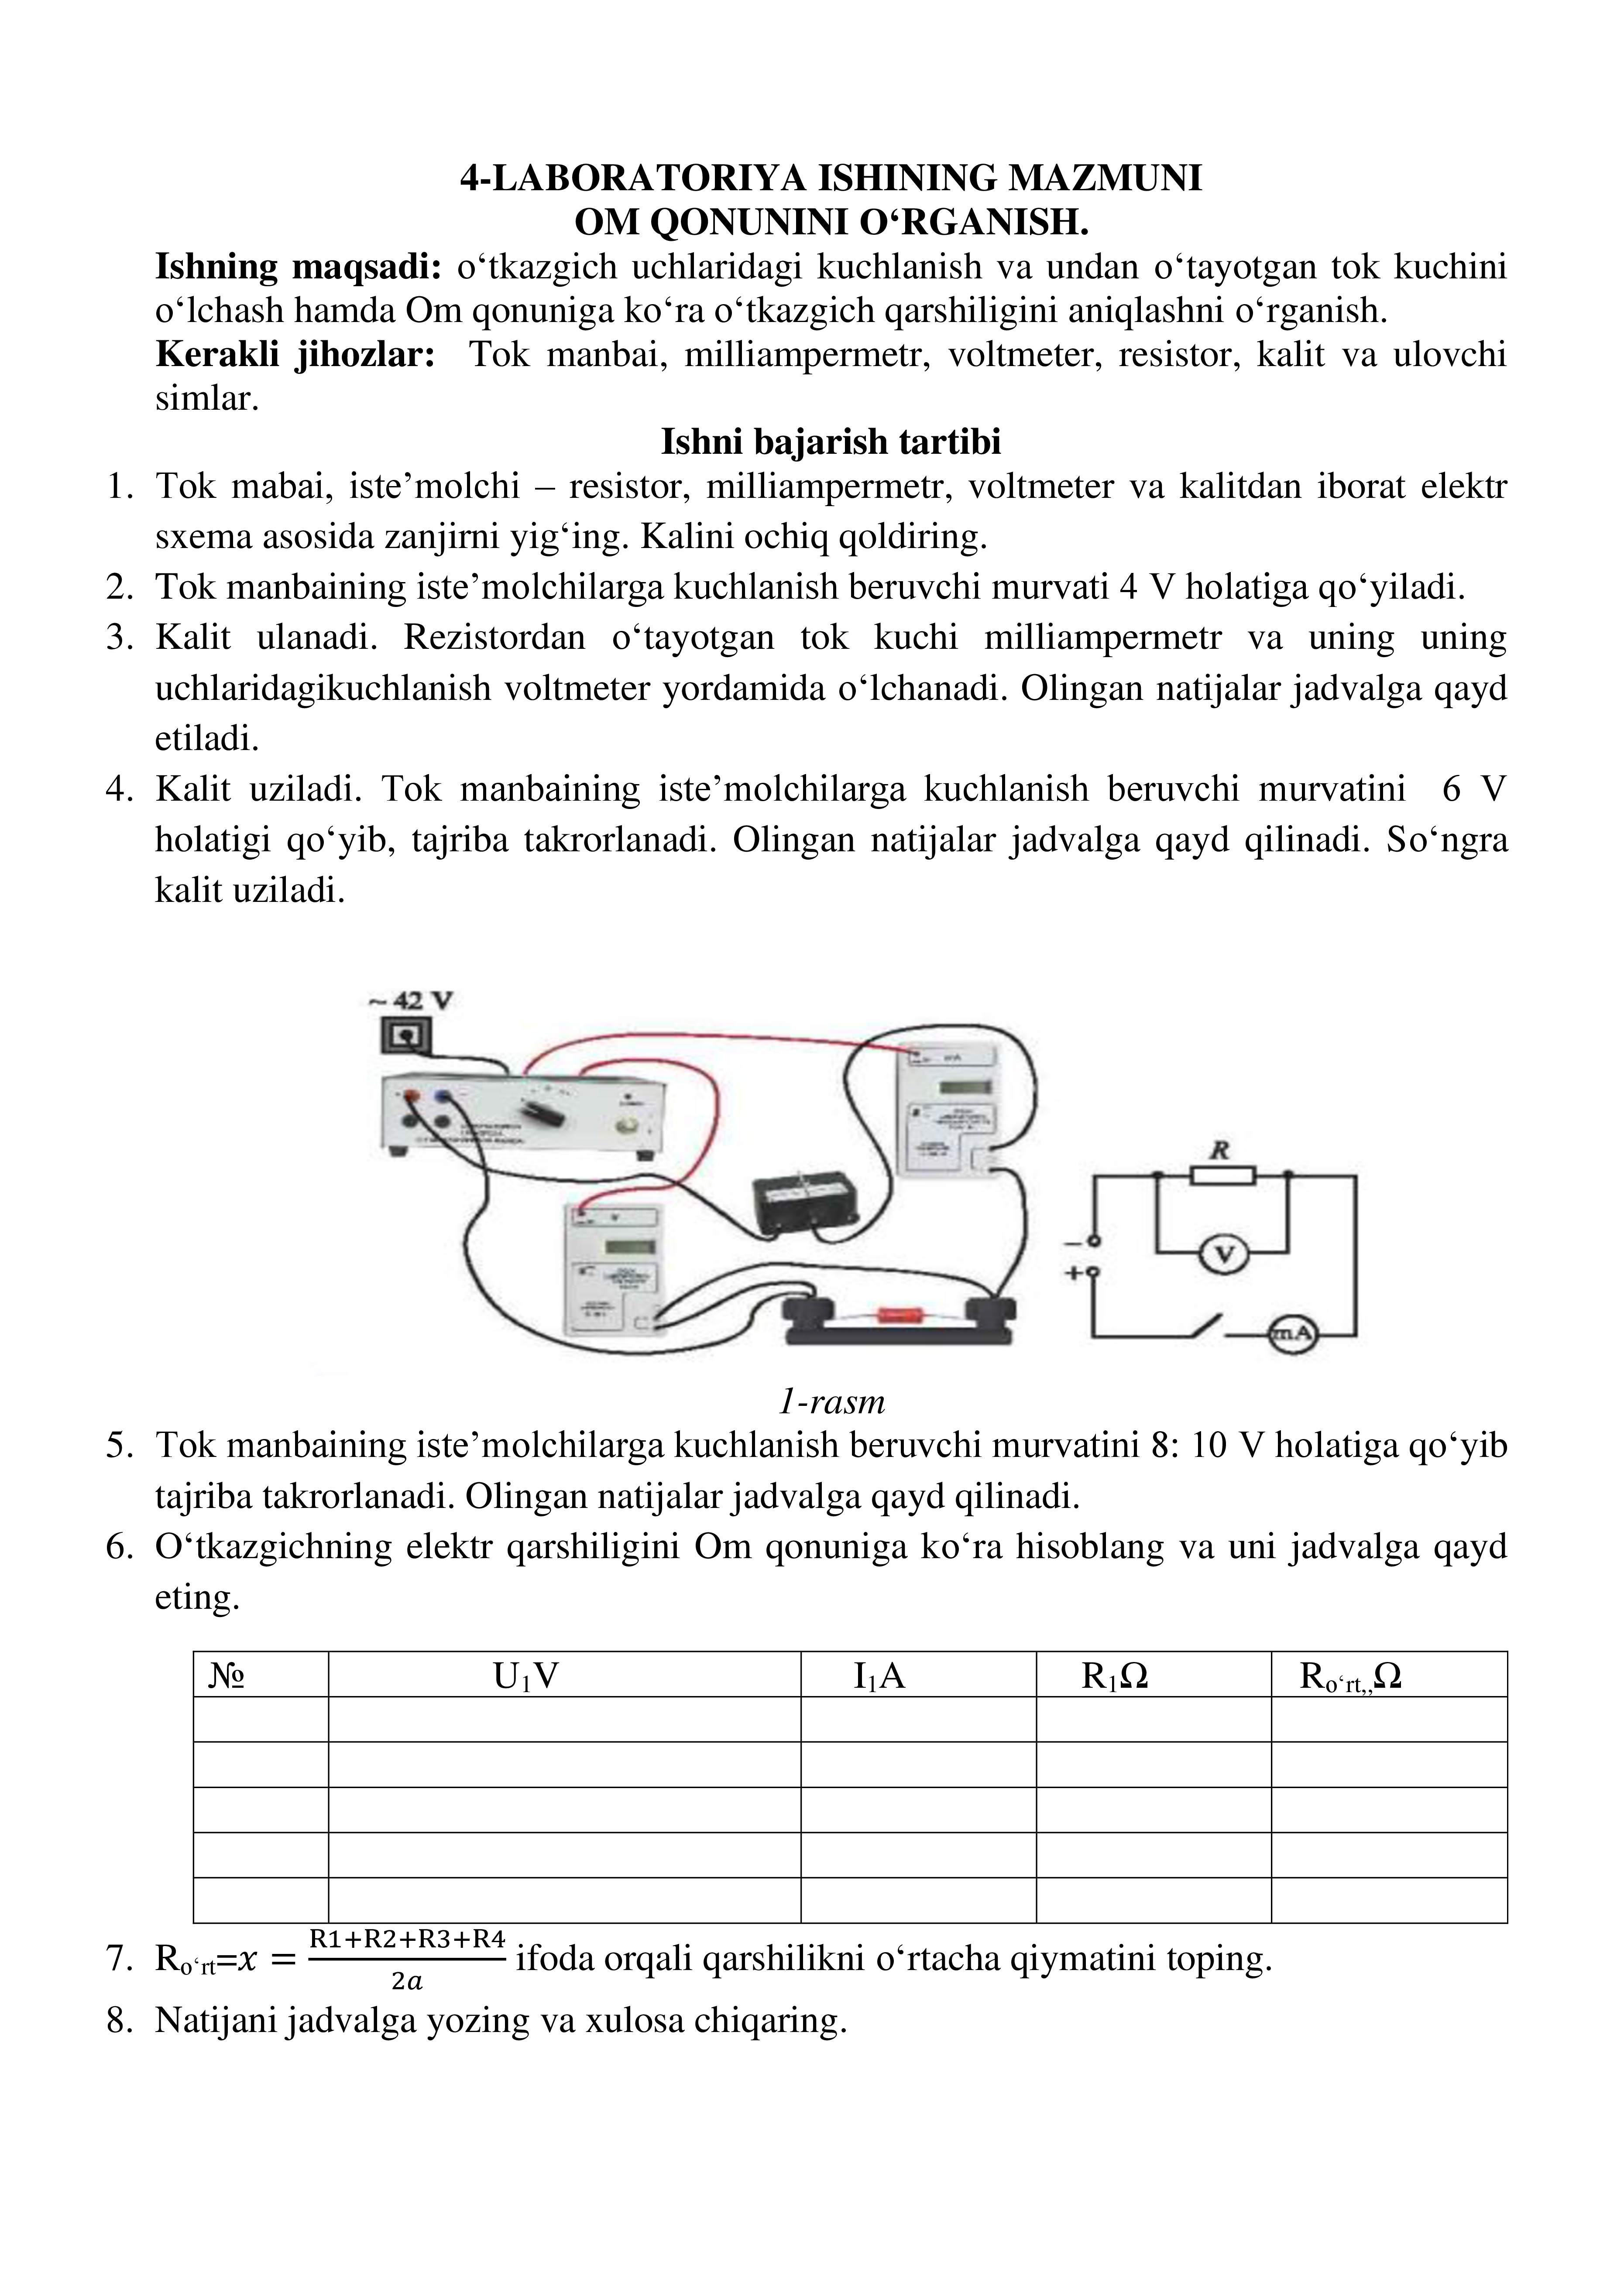 4-LABORATORIYA ISHINING MAZMUNI
OM QONUNINI O‘RGANISH.
Ishning maqsadi: o‘tkazgich uchlaridagi kuchlanish va undan o‘tayotgan tok kuchini
o‘lchash hamda Om qonuniga ko‘ra o‘tkazgich qarshiligini aniqlashni o‘rganish.
Kerakli jihozlar: Tok manbai, milliampermetr, voltmeter, resistor, kalit va ulovchi
simlar.
Ishni bajarish tartibi
1. Tok mabai, iste’molchi – resistor, milliampermetr, voltmeter va kalitdan iborat elektr
sxema asosida zanjirni yig‘ing. Kalini ochiq qoldiring.
2. Tok manbaining iste’molchilarga kuchlanish beruvchi murvati 4 V holatiga qo‘yiladi.
3. Kalit ulanadi. Rezistordan o‘tayotgan tok kuchi milliampermetr va uning uning
uchlaridagikuchlanish voltmeter yordamida o‘lchanadi. Olingan natijalar jadvalga qayd
etiladi.
4. Kalit uziladi. Tok manbaining iste’molchilarga kuchlanish beruvchi murvatini 6 V
holatigi qo‘yib, tajriba takrorlanadi. Olingan natijalar jadvalga qayd qilinadi. So‘ngra
kalit uziladi.
~ 42 V
R
V
–
+
mA
1-rasm
5. Tok manbaining iste’molchilarga kuchlanish beruvchi murvatini 8: 10 V holatiga qo‘yib
tajriba takrorlanadi. Olingan natijalar jadvalga qayd qilinadi.
6. O‘tkazgichning elektr qarshiligini Om qonuniga ko‘ra hisoblang va uni jadvalga qayd
eting.
№ U₁V I₁A R₁Ω Ro‘rt,,Ω
7. Ro‘rt=x = (R1+R2+R3+R4)/2a ifoda orqali qarshilikni o‘rtacha qiymatini toping.
8. Natijani jadvalga yozing va xulosa chiqaring.